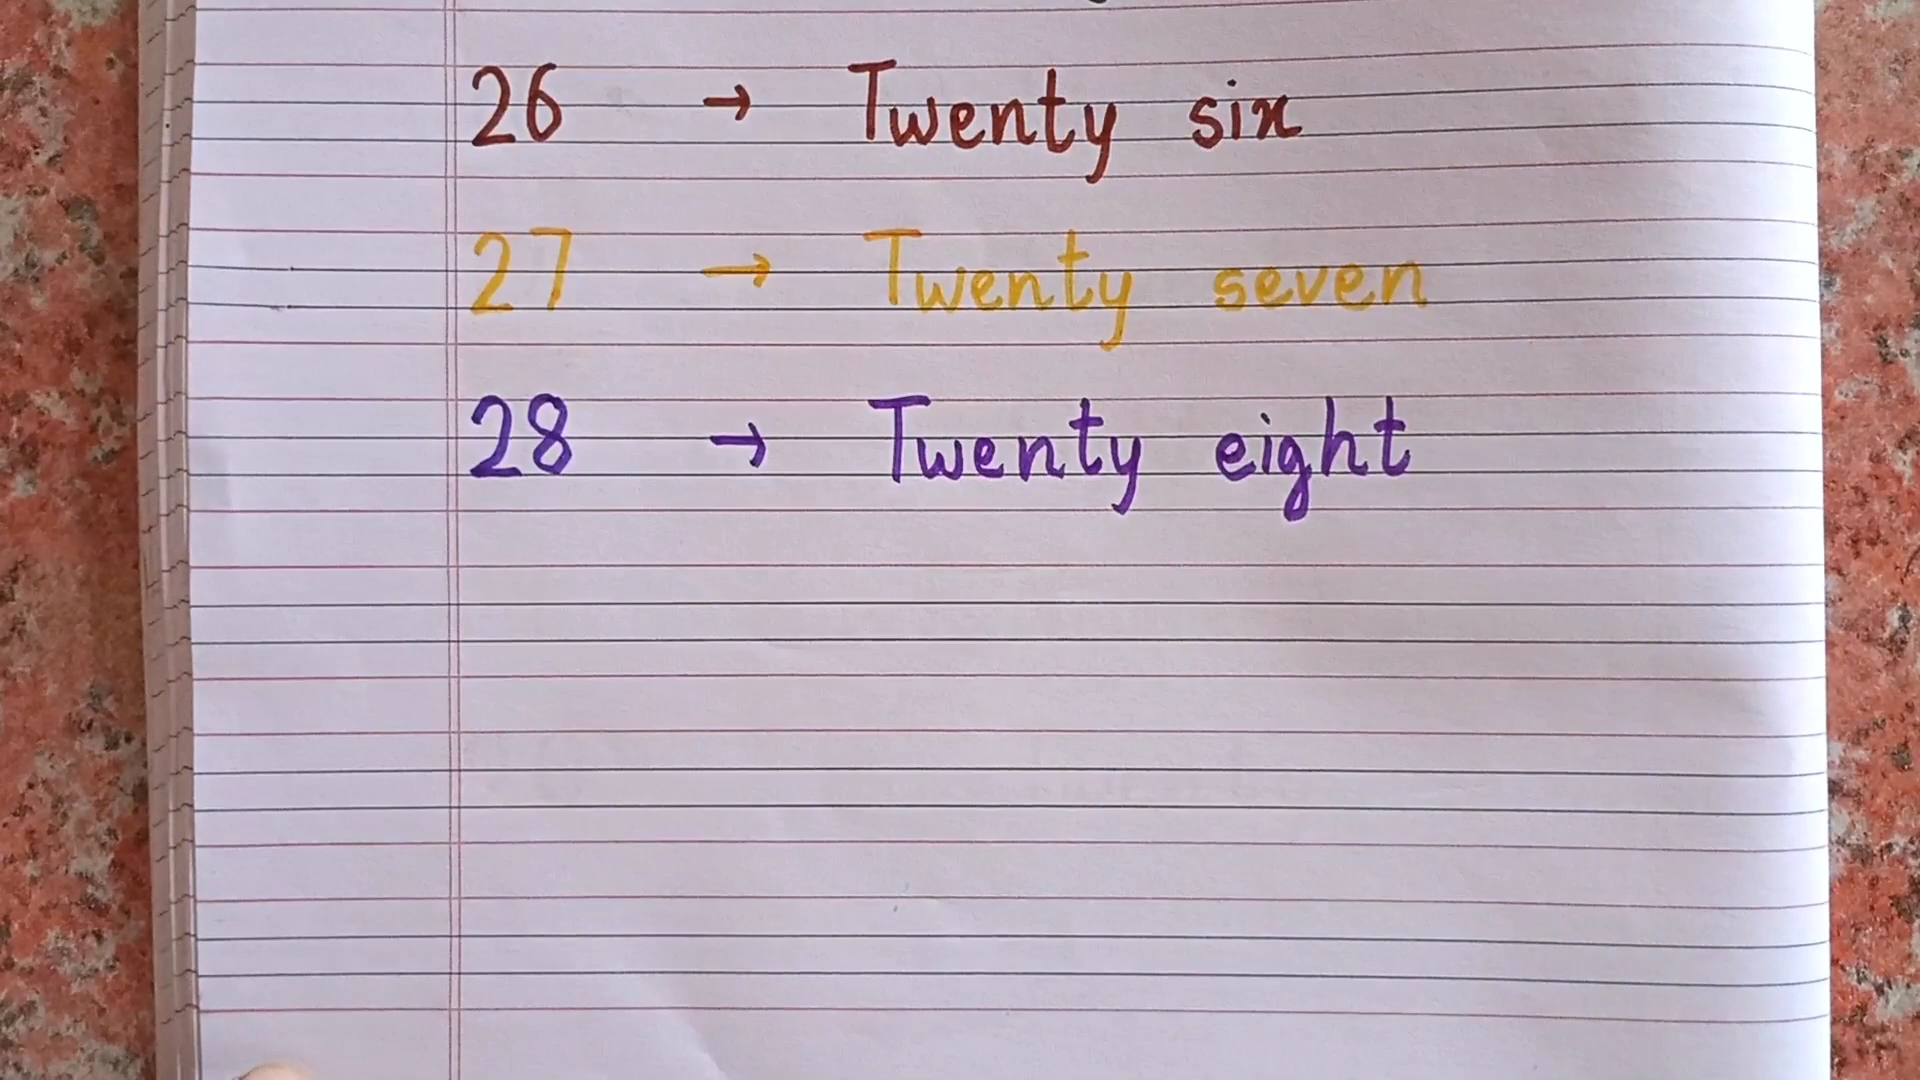 26 → Twenty six
27 → Twenty seven
28 → Twenty eight